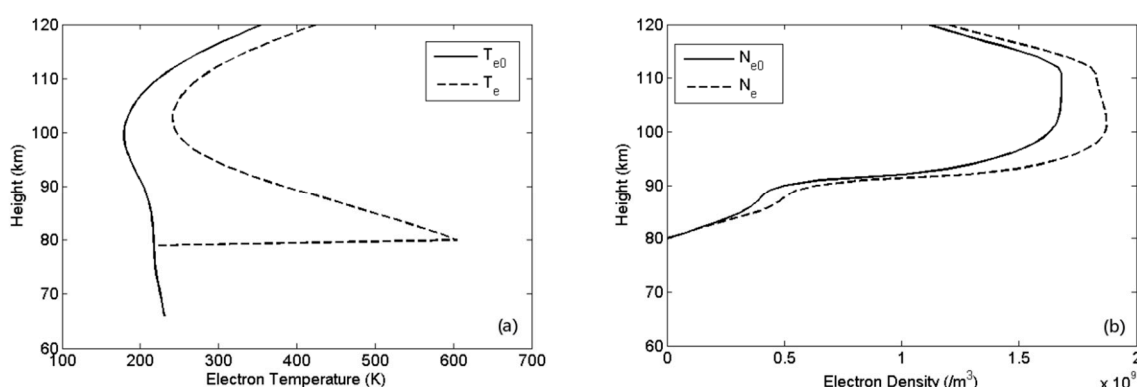 120
110
100
90
80
70
60
Height (km)
100 200 300 400 500 600 700
Electron Temperature (K)
T_e0
T_e
(a)
120
110
100
90
80
70
60
Height (km)
0 0.5 1 1.5 2
x 10^9
Electron Density (/m^3)
N_e0
N_e
(b)